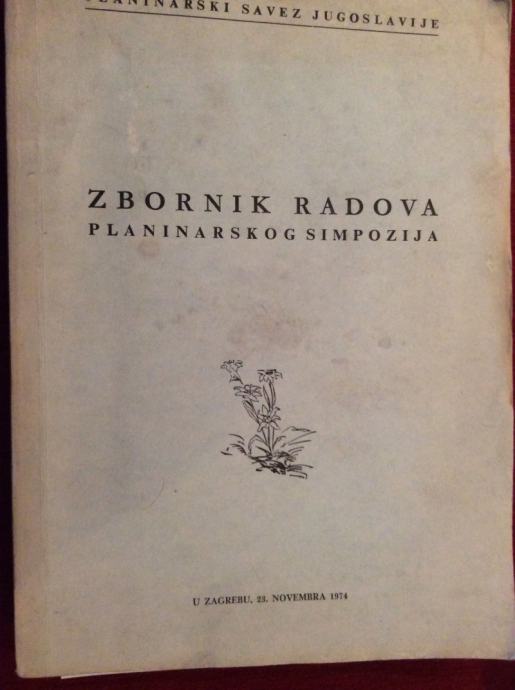 PLANINARSKI SAVEZ JUGOSLAVIJE
ZBORNIK RADOVA
PLANINARSKOG SIMPOZIJA
U ZAGREBU, 23. NOVEMBRA 1974